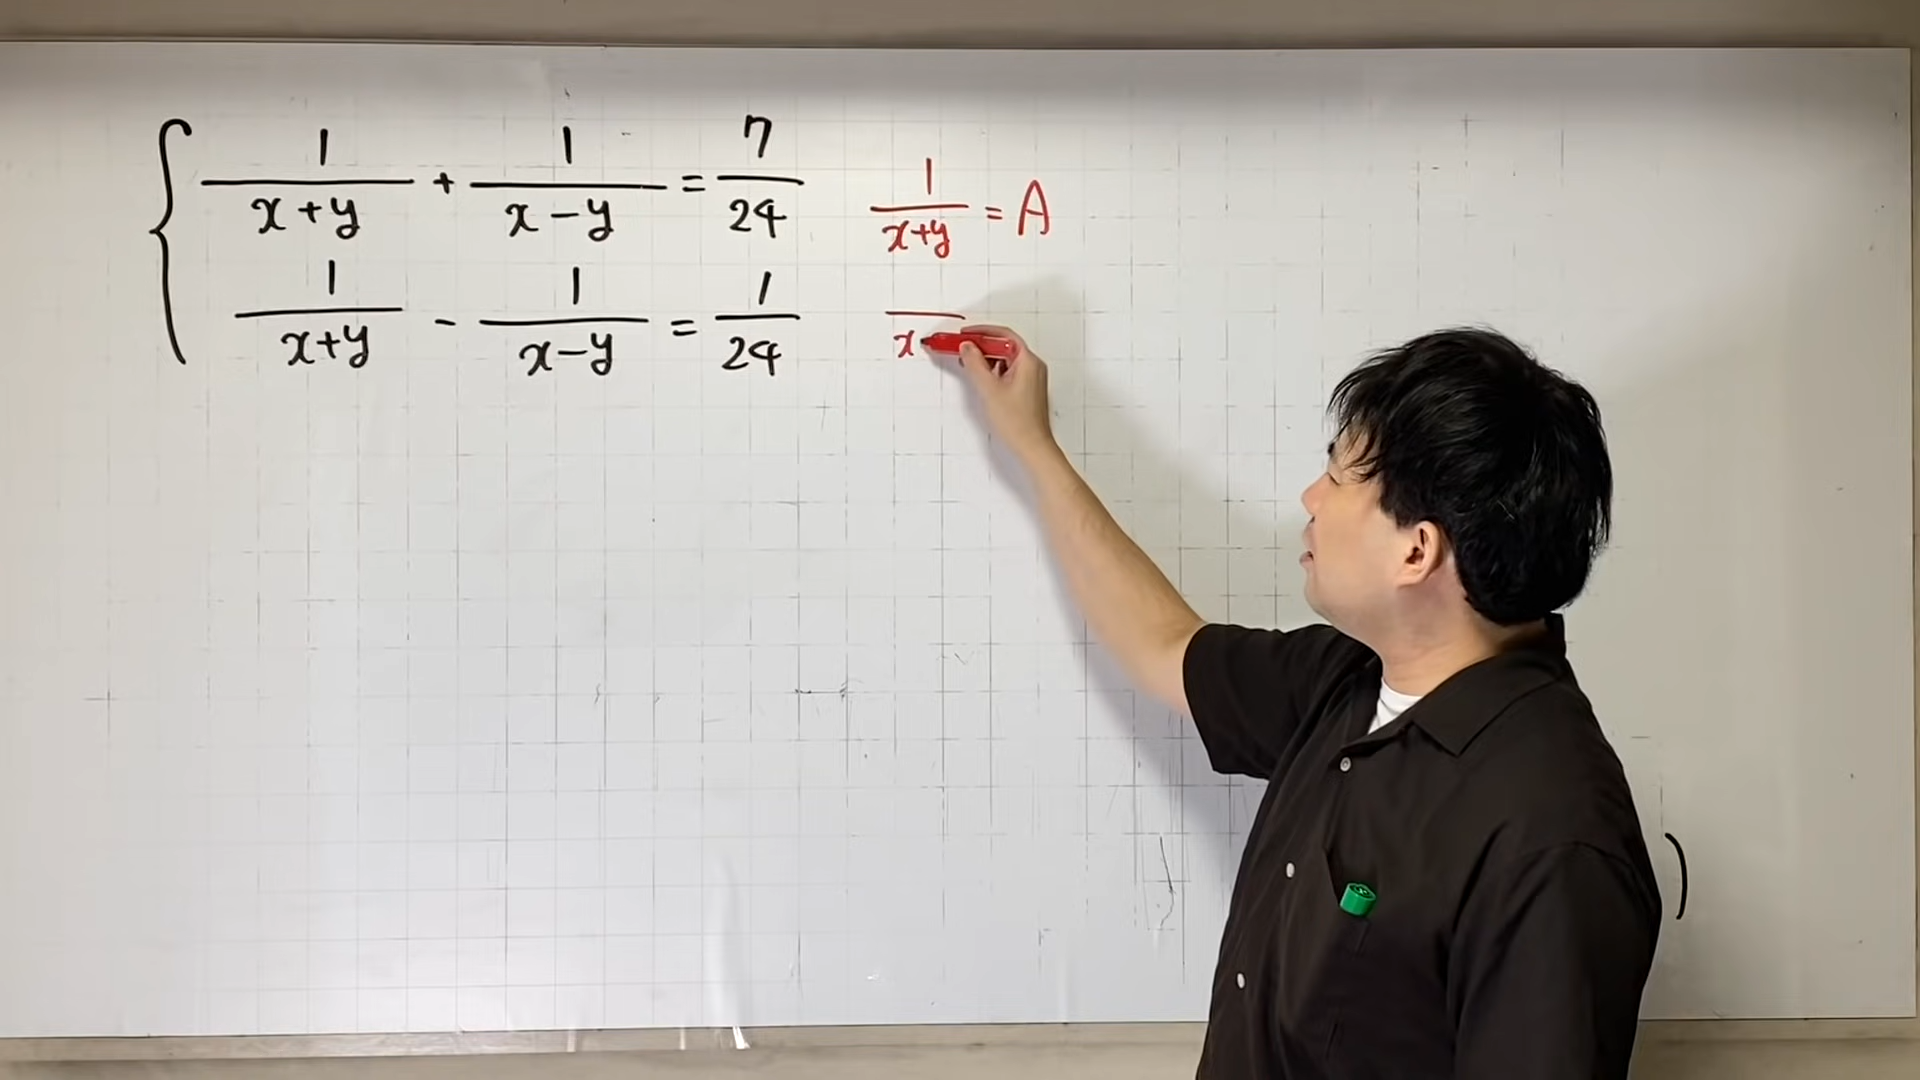 1/(x+y) + 1/(x-y) = 7/24
1/(x+y) - 1/(x-y) = 1/24
1/(x+y) = A
x
)